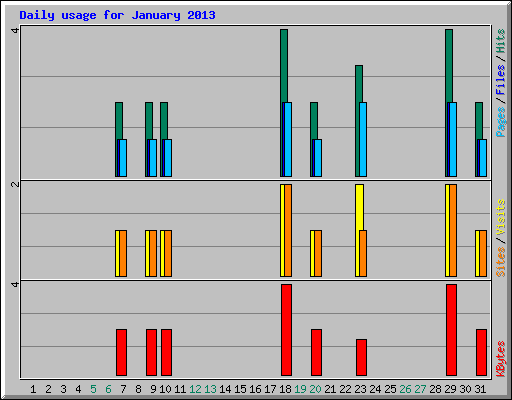 Daily usage for January 2013
4
2
4
Pages / Files / Hits
Sites / Visits
KBytes
1 2 3 4 5 6 7 8 9 10 11 12 13 14 15 16 17 18 19 20 21 22 23 24 25 26 27 28 29 30 31